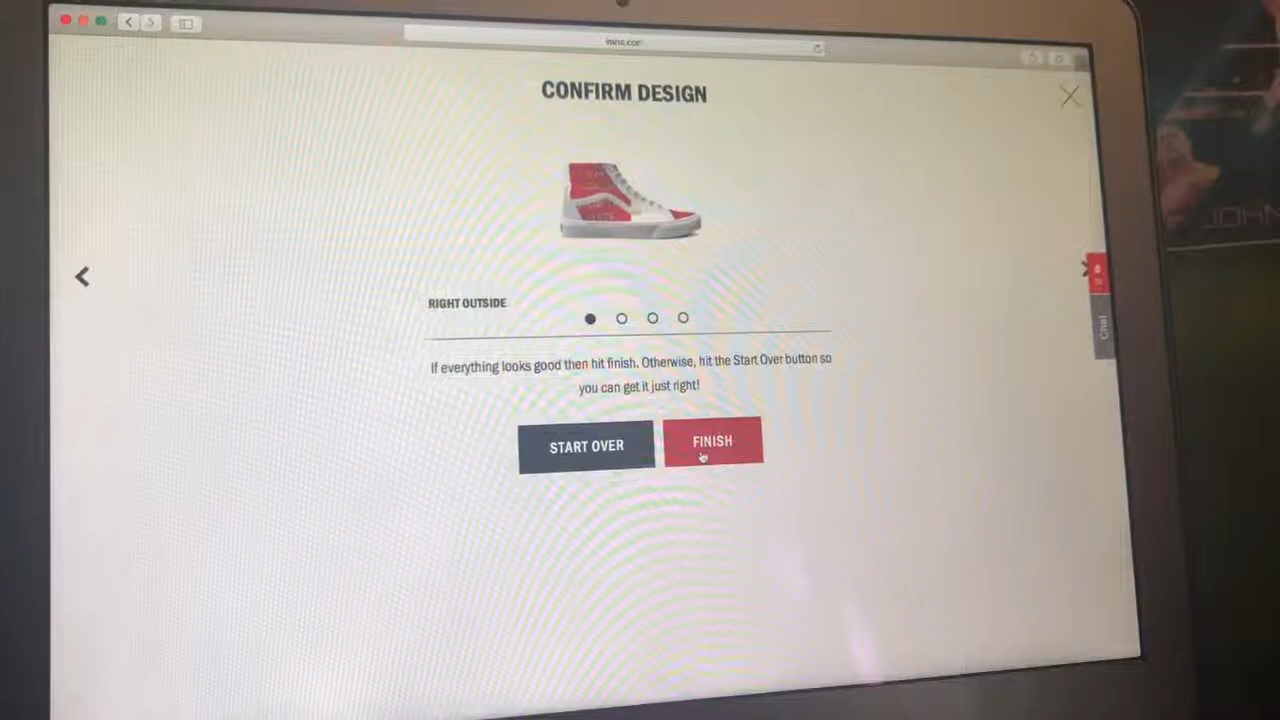 vans.com
CONFIRM DESIGN
RIGHT OUTSIDE
If everything looks good then hit finish. Otherwise, hit the Start Over button so
you can get it just right!
START OVER
FINISH
Chat
JOHN